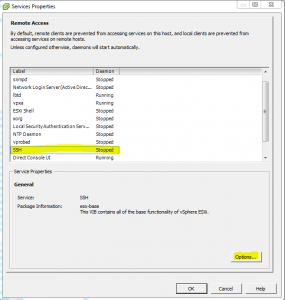 Services Properties
Remote Access
By default, remote clients are prevented from accessing services on this host, and local clients are prevented from
accessing services on remote hosts.
Unless configured otherwise, daemons will start automatically.
Label Daemon
snmpd Stopped
Network Login Server(Active Direc... Stopped
lbtd Running
vpxa Running
ESXi Shell Stopped
xorg Stopped
Local Security Authentication Serv... Stopped
NTP Daemon Stopped
vprobed Stopped
SSH Stopped
Direct Console UI Running
Service Properties
General
Service: SSH
Package Information: esx-base
This VIB contains all of the base functionality of vSphere ESXi.
Options...
OK Cancel Help